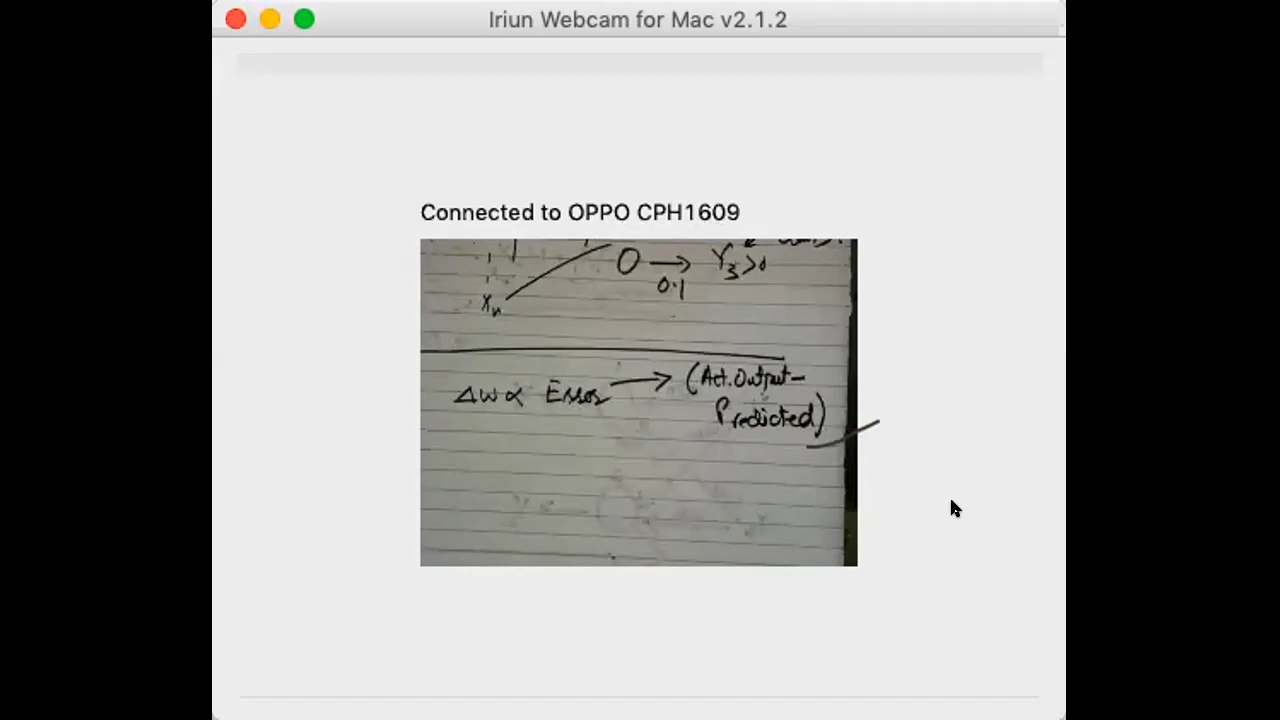 Iriun Webcam for Mac v2.1.2
Connected to OPPO CPH1609
O → Y₃>0
0.1
Xn
ΔW∝ Error → (Act.Output-
Predicted)